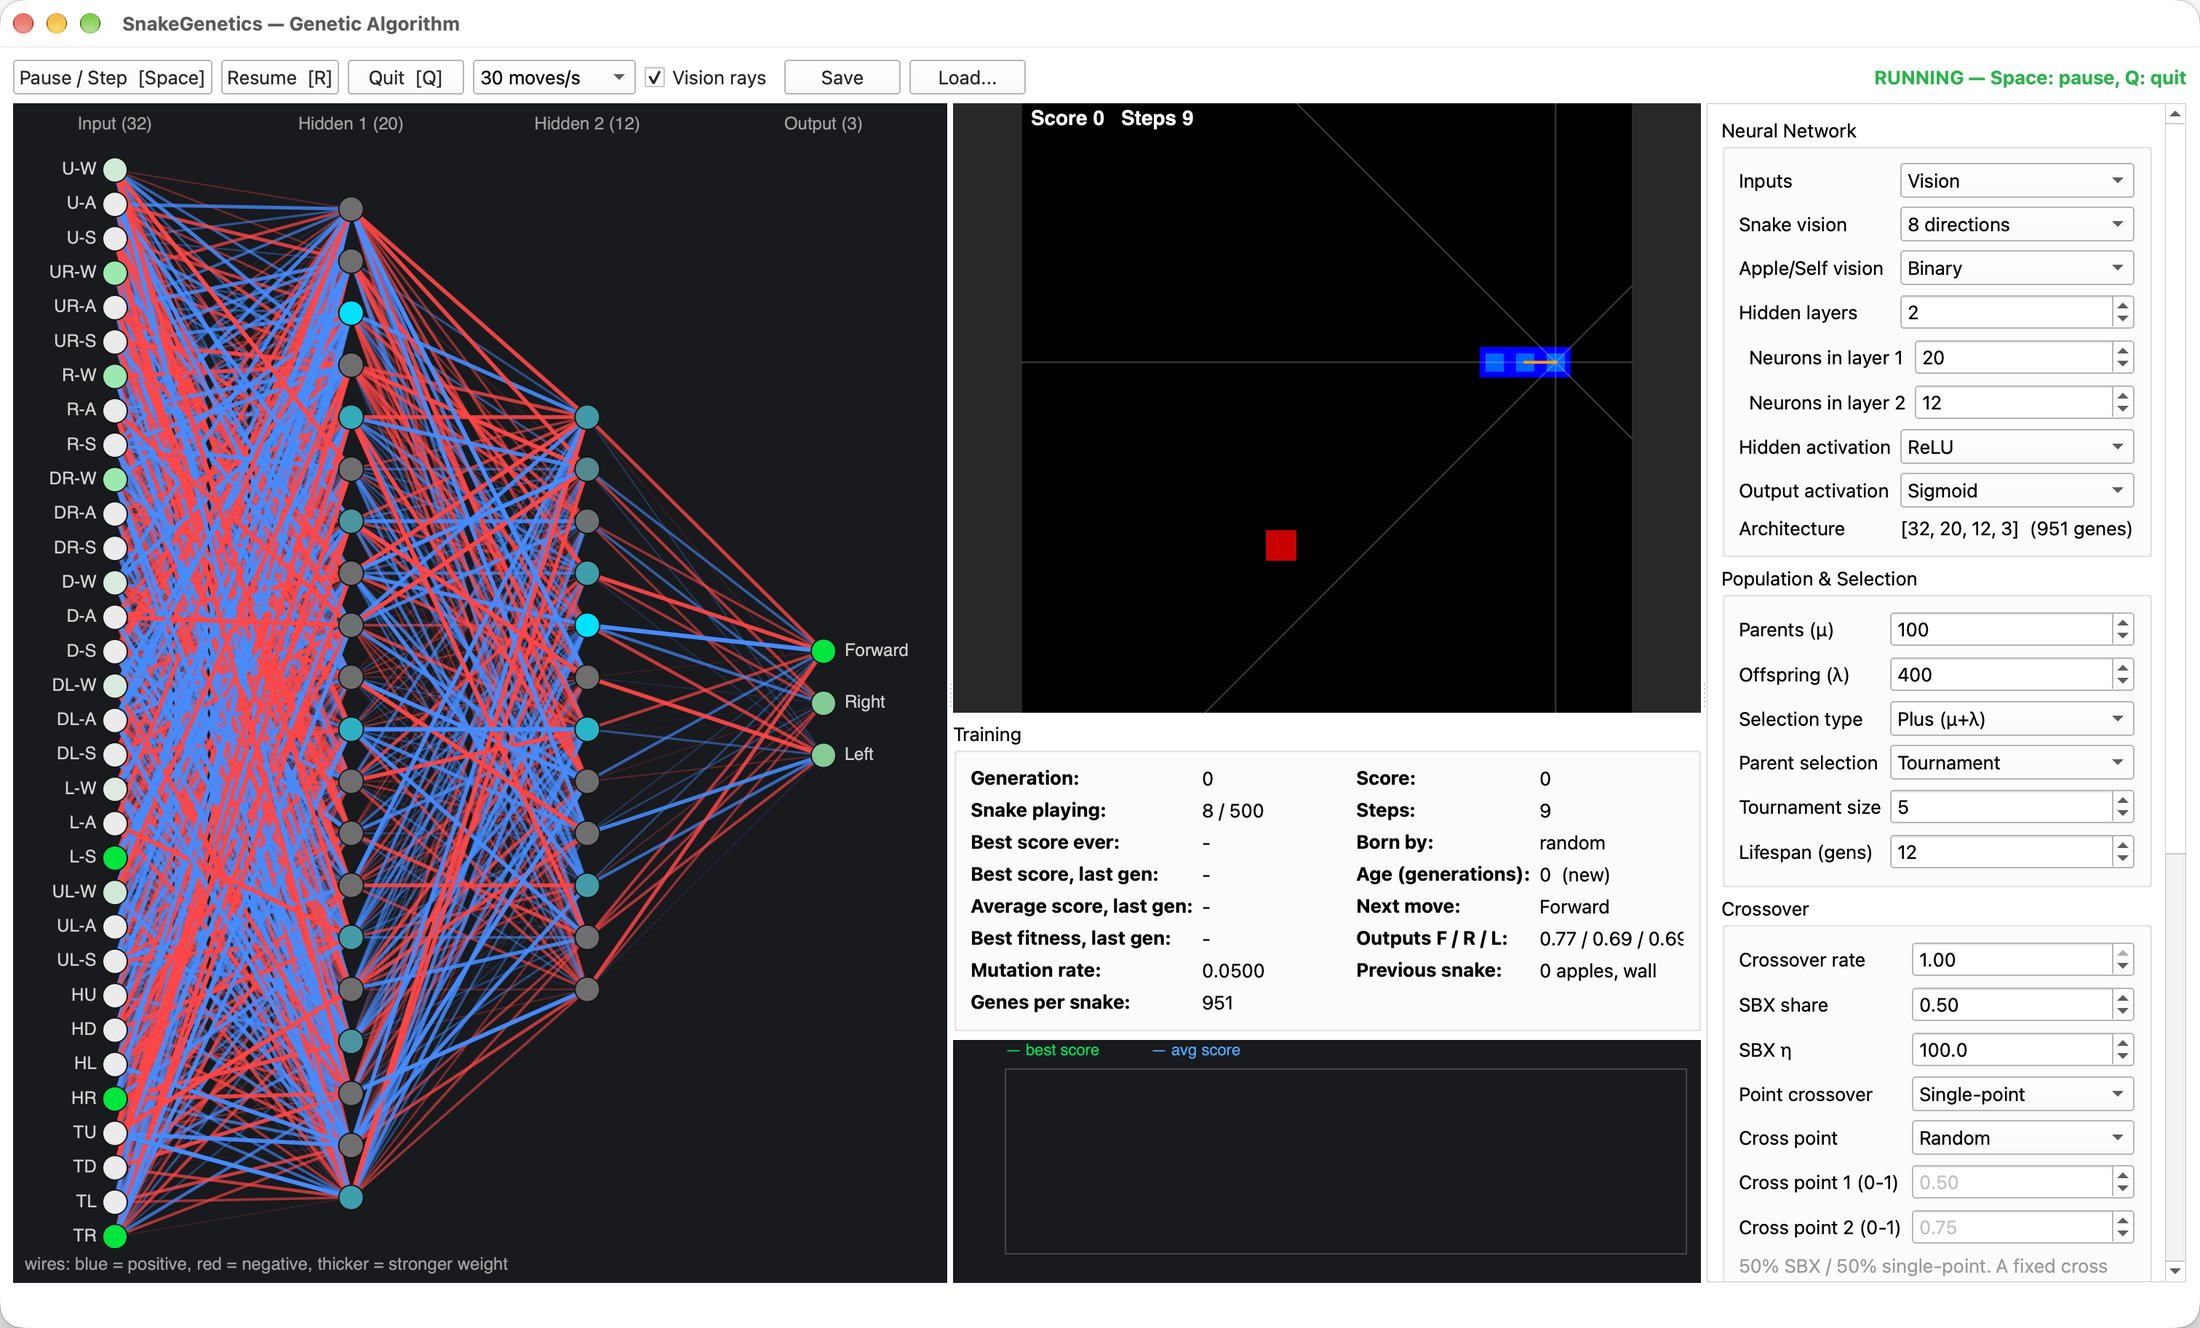 SnakeGenetics — Genetic Algorithm
Pause / Step [Space]
Resume [R]
Quit [Q]
30 moves/s
Vision rays
Save
Load...
RUNNING — Space: pause, Q: quit
Input (32)
Hidden 1 (20)
Hidden 2 (12)
Output (3)
U-W
U-A
U-S
UR-W
UR-A
UR-S
R-W
R-A
R-S
DR-W
DR-A
DR-S
D-W
D-A
D-S
DL-W
DL-A
DL-S
L-W
L-A
L-S
UL-W
UL-A
UL-S
HU
HD
HL
HR
TU
TD
TL
TR
Forward
Right
Left
wires: blue = positive, red = negative, thicker = stronger weight
Score 0 Steps 9
Training
Generation: 0
Snake playing: 8 / 500
Best score ever: -
Best score, last gen: -
Average score, last gen: -
Best fitness, last gen: -
Mutation rate: 0.0500
Genes per snake: 951
Score: 0
Steps: 9
Born by: random
Age (generations): 0 (new)
Next move: Forward
Outputs F / R / L: 0.77 / 0.69 / 0.69
Previous snake: 0 apples, wall
— best score
— avg score
Neural Network
Inputs Vision
Snake vision 8 directions
Apple/Self vision Binary
Hidden layers 2
Neurons in layer 1 20
Neurons in layer 2 12
Hidden activation ReLU
Output activation Sigmoid
Architecture [32, 20, 12, 3] (951 genes)
Population & Selection
Parents (μ) 100
Offspring (λ) 400
Selection type Plus (μ+λ)
Parent selection Tournament
Tournament size 5
Lifespan (gens) 12
Crossover
Crossover rate 1.00
SBX share 0.50
SBX η 100.0
Point crossover Single-point
Cross point Random
Cross point 1 (0-1) 0.50
Cross point 2 (0-1) 0.75
50% SBX / 50% single-point. A fixed cross